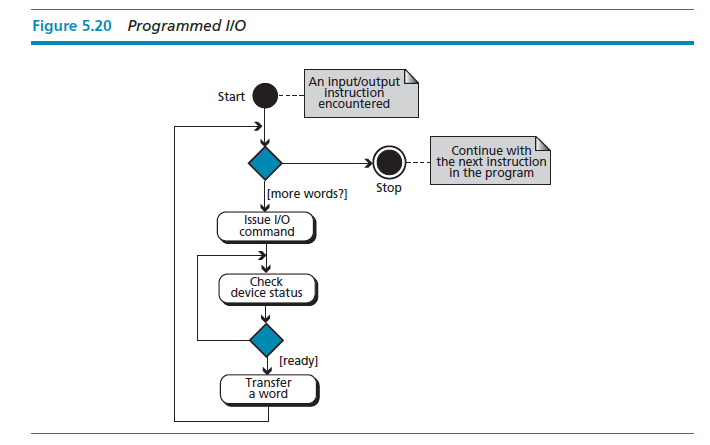 Figure 5.20 Programmed I/O
An input/output
instruction
encountered
Start
Continue with
the next instruction
in the program
Stop
[more words?]
Issue I/O
command
Check
device status
[ready]
Transfer
a word